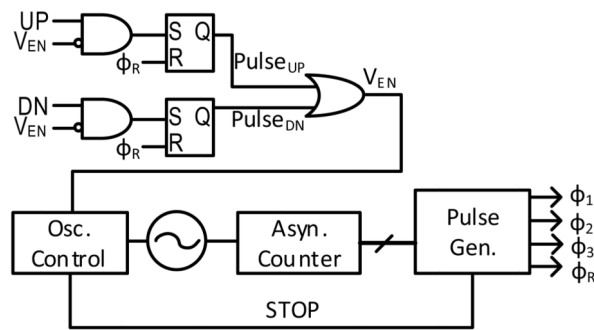 UP
V_EN
S Q
ϕ_R
R
Pulse_UP
V_EN
DN
V_EN
S Q
ϕ_R
R
Pulse_DN
Osc.
Control
Asyn.
Counter
Pulse
Gen.
ϕ_1
ϕ_2
ϕ_3
ϕ_R
STOP